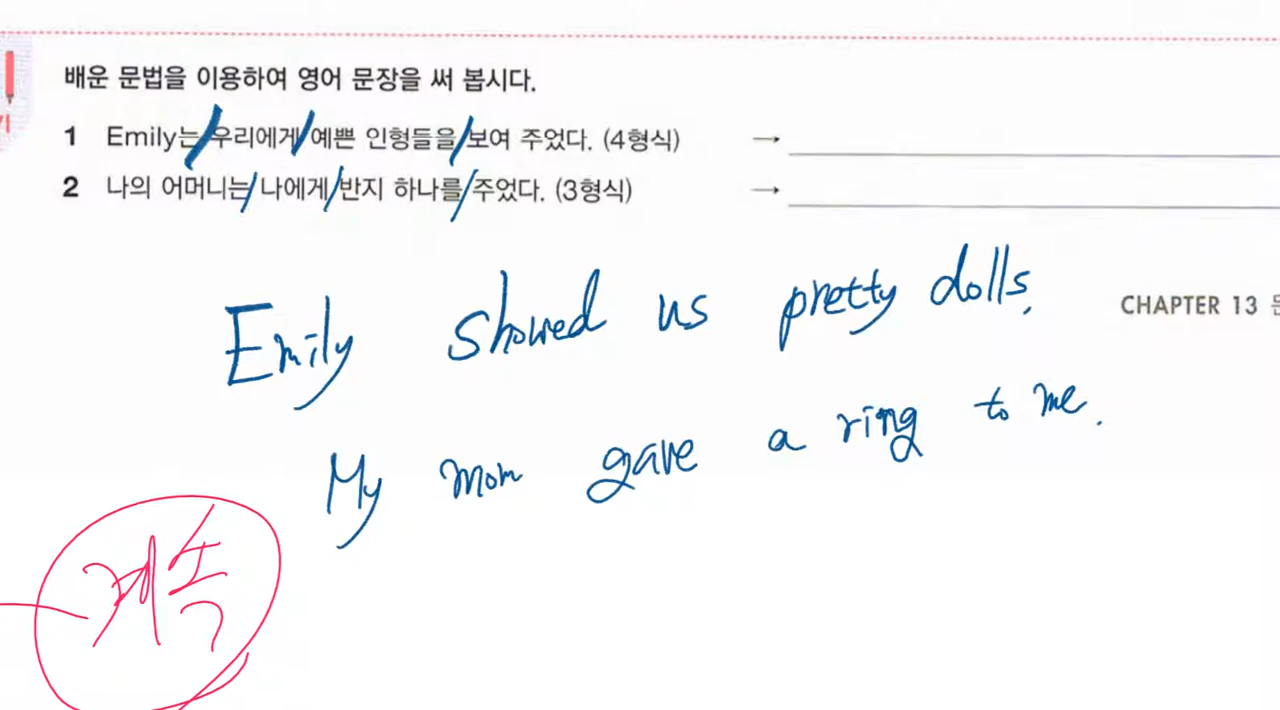 배운 문법을 이용하여 영어 문장을 써 봅시다.
1 Emily는/우리에게/예쁜 인형들을/보여 주었다. (4형식) →
2 나의 어머니는/나에게/반지 하나를/주었다. (3형식) →
Emily showed us pretty dolls.
CHAPTER 13
My mom gave a ring to me.
계속